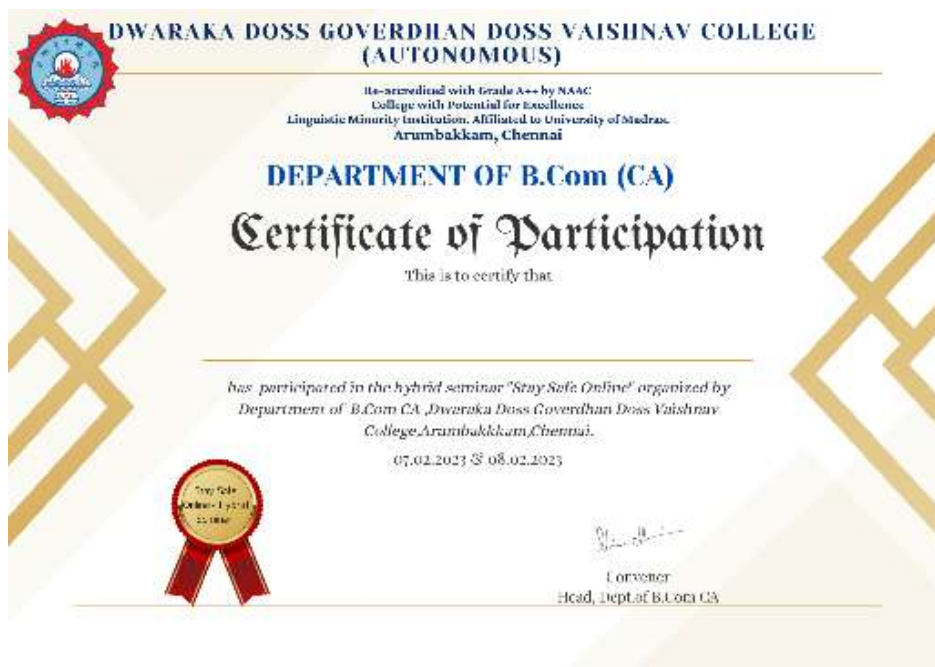 DWARAKA DOSS GOVERDHAN DOSS VAISHNAV COLLEGE
(AUTONOMOUS)
Re-accredited with Grade A++ by NAAC
College with Potential for Excellence
Linguistic Minority Institution. Affiliated to University of Madras.
Arumbakkam, Chennai
DEPARTMENT OF B.Com (CA)
Certificate of Participation
This is to certify that
has participated in the hybrid seminar "Stay Safe Online" organized by
Department of B.Com CA ,Dwaraka Doss Goverdhan Doss Vaishnav
College,Arumbakkkam,Chennai.
07.02.2023 & 08.02.2023
Stay Safe
Online- Hybrid
Convener
Head, Dept.of B.Com CA